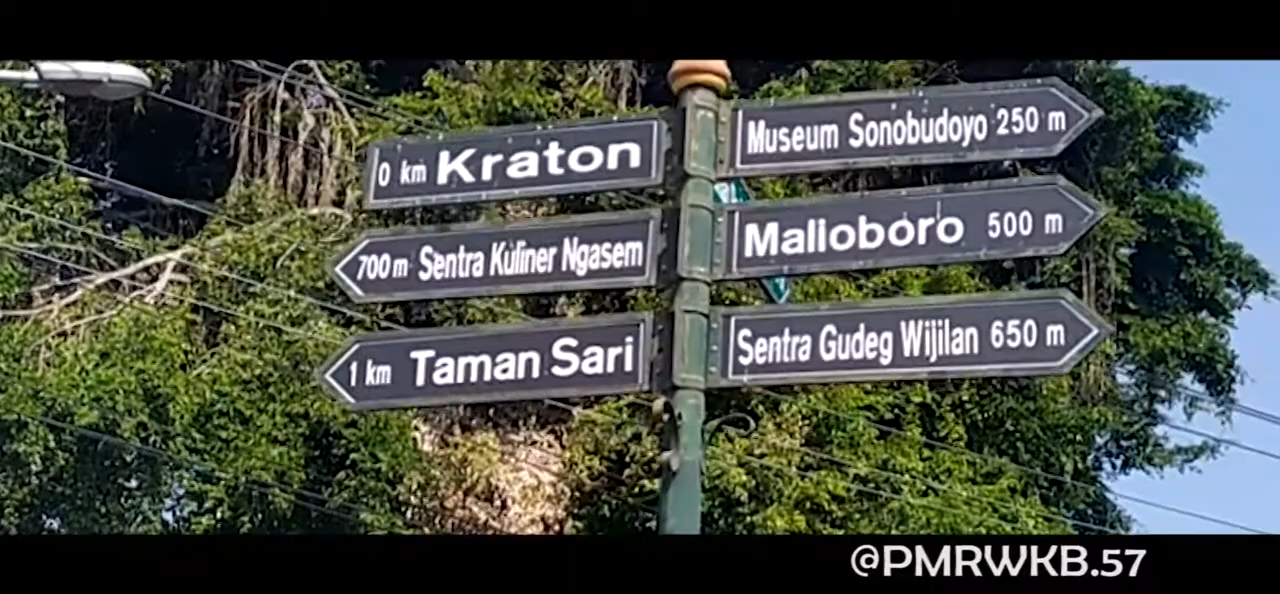 0 km Kraton
700 m Sentra Kuliner Ngasem
1 km Taman Sari
Museum Sonobudoyo 250 m
Malioboro 500 m
Sentra Gudeg Wijilan 650 m
@PMRWKB.57